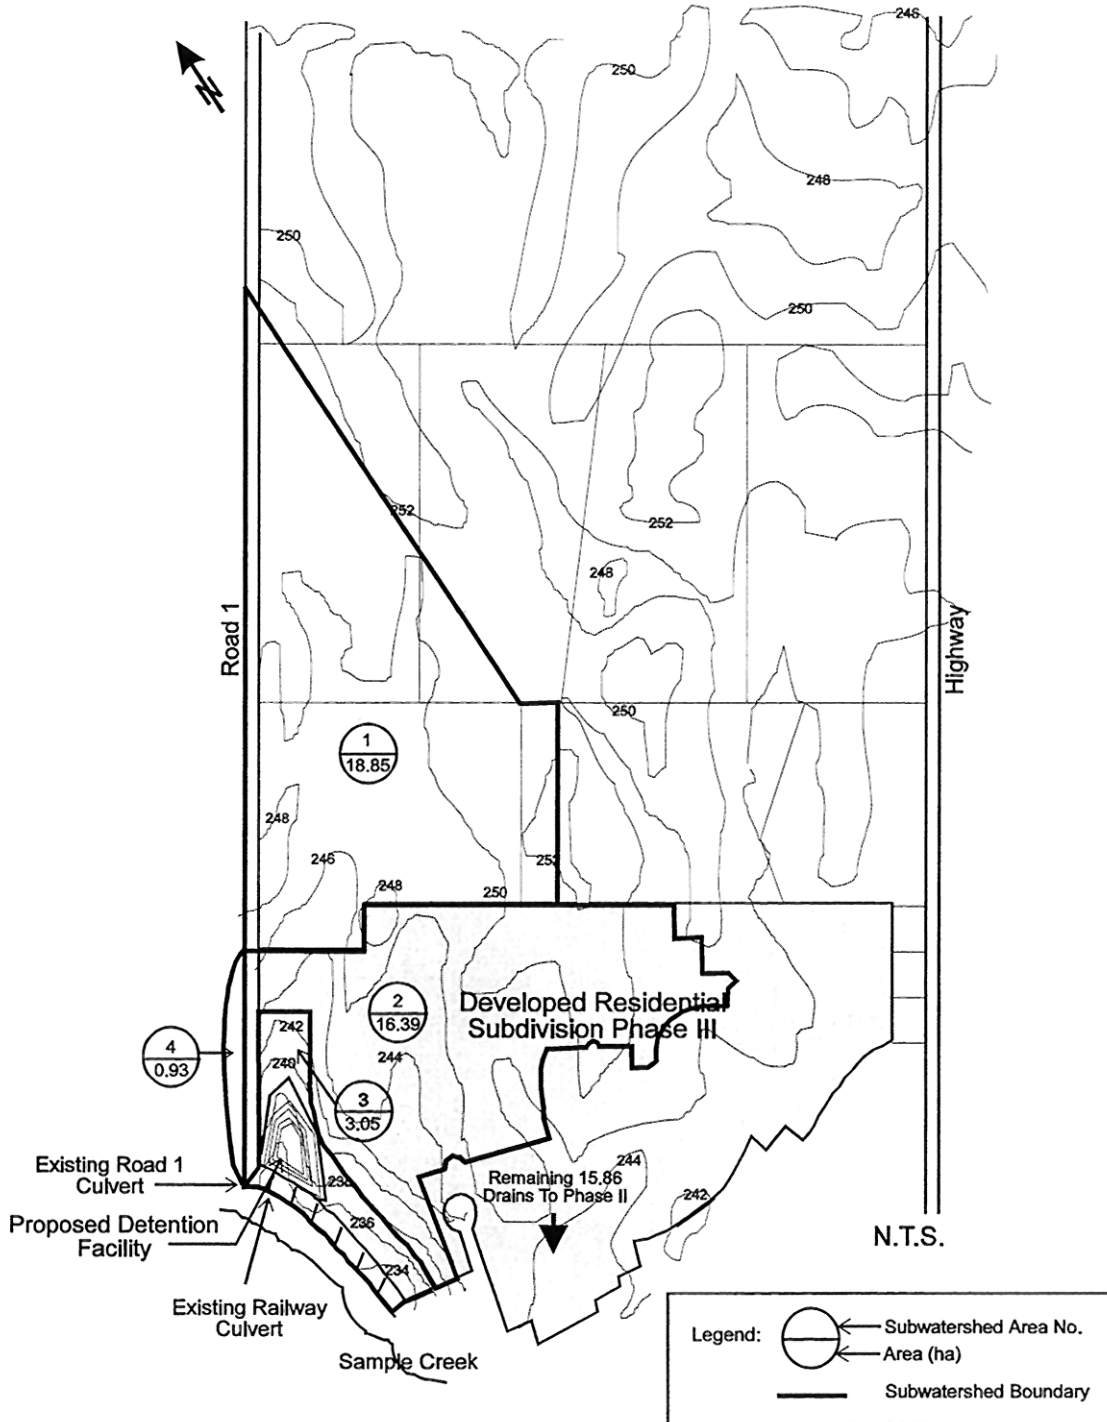 248
N
250
248
250
250
252
252
248
Road 1
Highway
250
1
18.85
248
246
248
250
252
2
16.39
Developed Residential
Subdivision Phase III
242
4
0.93
240
244
3
3.05
Existing Road 1
Culvert
238
Remaining 15.86
Drains To Phase II
244
242
Proposed Detention
Facility
236
N.T.S.
234
Existing Railway
Culvert
Sample Creek
Legend:
Subwatershed Area No.
Area (ha)
Subwatershed Boundary